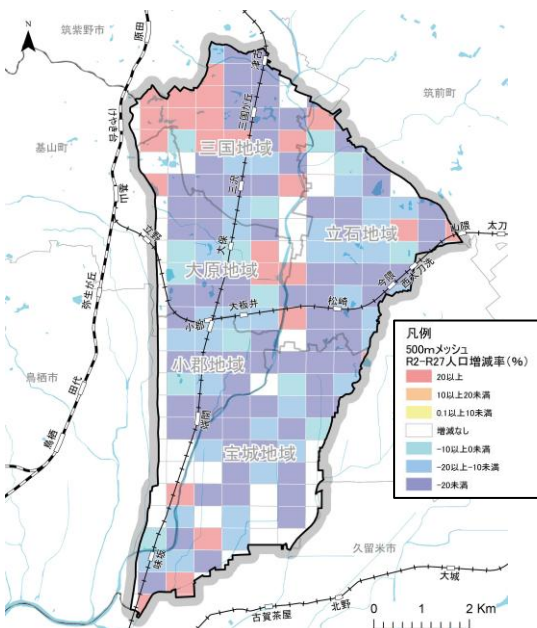 筑紫野市
原田
けやき台
基山町
基山
立野
弥生が丘
鳥栖市
田代
鳥栖
筑前町
津古
三国が丘
三国地域
三沢
大保
大原地域
立石地域
山隈
太刀
西太刀洗
今隈
松崎
大板井
小郡
小郡地域
端間
宝城地域
味坂
久留米市
大城
北野
古賀茶屋
凡例
500mメッシュ
R2-R27人口増減率(%)
20以上
10以上20未満
0.1以上10未満
増減なし
-10以上0未満
-20以上-10未満
-20未満
0 1 2 Km